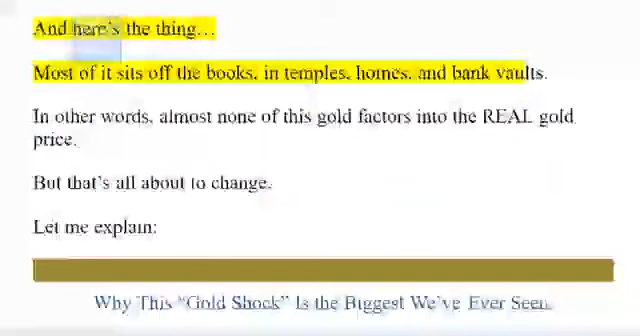 And here's the thing…
Most of it sits off the books, in temples, homes, and bank vaults.
In other words, almost none of this gold factors into the REAL gold
price.
But that's all about to change.
Let me explain:
Why This “Gold Shock” Is the Biggest We've Ever Seen.